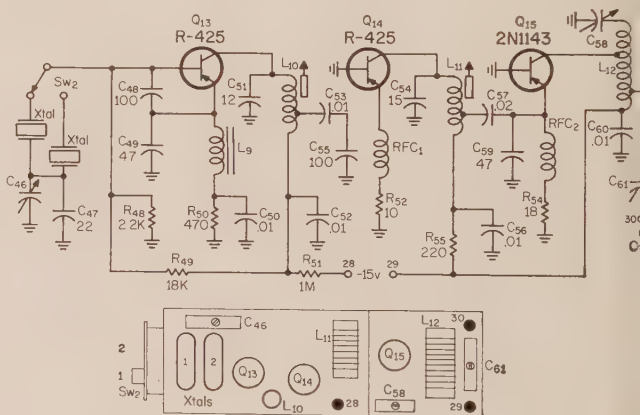 Q13
R-425
Q14
R-425
Q15
2N1143
C58
L10
L11
L12
Sw2
C48
100
C51
12
C53
.01
C54
15
C57
.02
Xtal
Xtal
C49
47
L9
C55
100
RFC1
C59
47
RFC2
C60
.01
C46
C61
C47
22
R48
2.2K
R50
470
C50
.01
C52
.01
R52
10
R54
18
300
R55
220
C56
.01
R49
18K
R51
1M
28
-15v
29
C46
L11
L12
30
2
1
2
Q13
Q14
Q15
C61
1
Sw2
Xtals
L10
28
C58
29